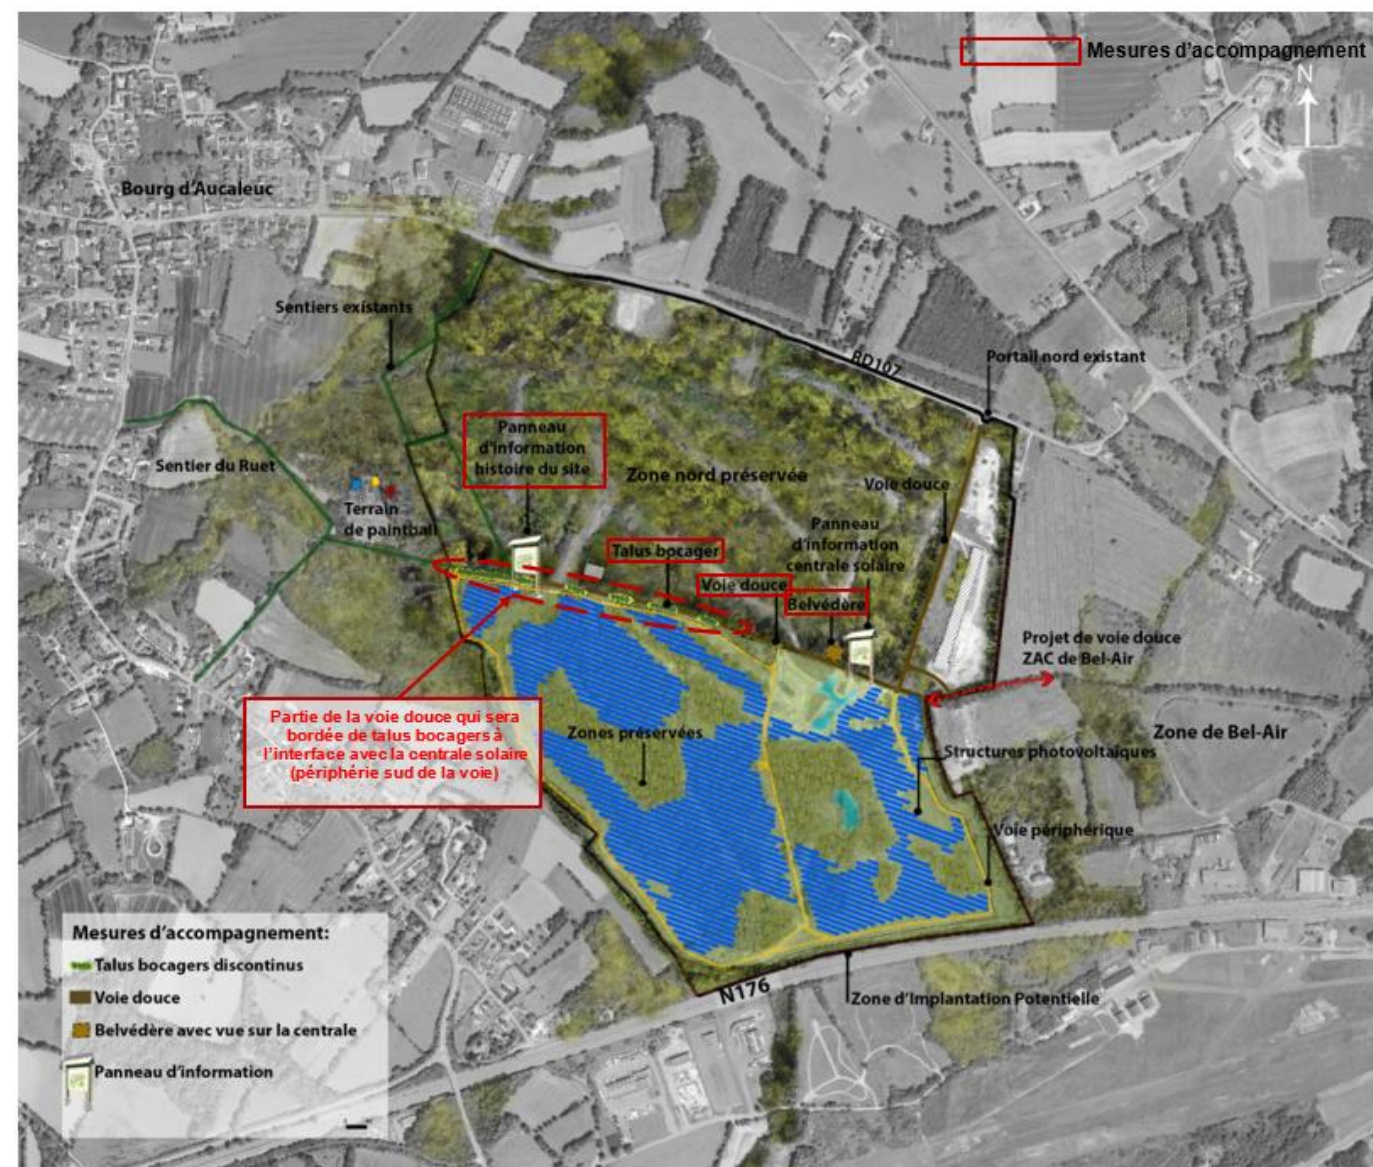 Mesures d'accompagnement
N
Bourg d'Aucaleuc
Sentiers existants
RD107
Portail nord existant
Panneau
d'information
histoire du site
Sentier du Ruet
Zone nord préservée
Voie douce
Terrain
de paintball
Panneau
d'information
centrale solaire
Talus bocager
Voie douce
Belvédère
Projet de voie douce
ZAC de Bel-Air
Partie de la voie douce qui sera
bordée de talus bocagers à
l'interface avec la centrale solaire
(périphérie sud de la voie)
Zones préservées
Zone de Bel-Air
Structures photovoltaïques
Voie périphérique
Mesures d'accompagnement:
Talus bocagers discontinus
Voie douce
Belvédère avec vue sur la centrale
Panneau d'information
N176
Zone d'Implantation Potentielle